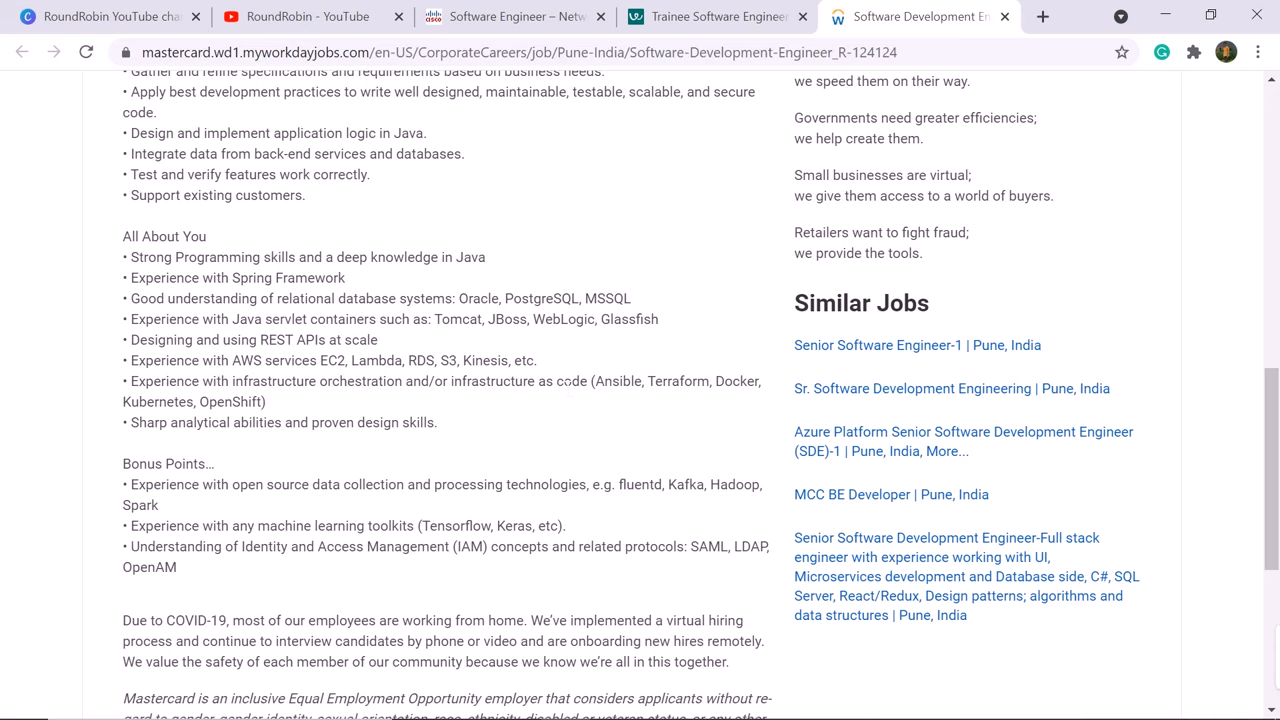 RoundRobin YouTube cha
RoundRobin - YouTube
Software Engineer – Netw
Trainee Software Engineer
Software Development En
mastercard.wd1.myworkdayjobs.com/en-US/CorporateCareers/job/Pune-India/Software-Development-Engineer_R-124124
• Gather and refine specifications and requirements based on business needs.
• Apply best development practices to write well designed, maintainable, testable, scalable, and secure
code.
• Design and implement application logic in Java.
• Integrate data from back-end services and databases.
• Test and verify features work correctly.
• Support existing customers.
All About You
• Strong Programming skills and a deep knowledge in Java
• Experience with Spring Framework
• Good understanding of relational database systems: Oracle, PostgreSQL, MSSQL
• Experience with Java servlet containers such as: Tomcat, JBoss, WebLogic, Glassfish
• Designing and using REST APIs at scale
• Experience with AWS services EC2, Lambda, RDS, S3, Kinesis, etc.
• Experience with infrastructure orchestration and/or infrastructure as code (Ansible, Terraform, Docker,
Kubernetes, OpenShift)
• Sharp analytical abilities and proven design skills.
Bonus Points…
• Experience with open source data collection and processing technologies, e.g. fluentd, Kafka, Hadoop,
Spark
• Experience with any machine learning toolkits (Tensorflow, Keras, etc).
• Understanding of Identity and Access Management (IAM) concepts and related protocols: SAML, LDAP,
OpenAM
Due to COVID-19, most of our employees are working from home. We’ve implemented a virtual hiring
process and continue to interview candidates by phone or video and are onboarding new hires remotely.
We value the safety of each member of our community because we know we’re all in this together.
Mastercard is an inclusive Equal Employment Opportunity employer that considers applicants without re-
gard to gender, gender identity, sexual orientation, race, ethnicity, disabled or veteran status, or any other
we speed them on their way.
Governments need greater efficiencies;
we help create them.
Small businesses are virtual;
we give them access to a world of buyers.
Retailers want to fight fraud;
we provide the tools.
Similar Jobs
Senior Software Engineer-1 | Pune, India
Sr. Software Development Engineering | Pune, India
Azure Platform Senior Software Development Engineer
(SDE)-1 | Pune, India, More...
MCC BE Developer | Pune, India
Senior Software Development Engineer-Full stack
engineer with experience working with UI,
Microservices development and Database side, C#, SQL
Server, React/Redux, Design patterns; algorithms and
data structures | Pune, India